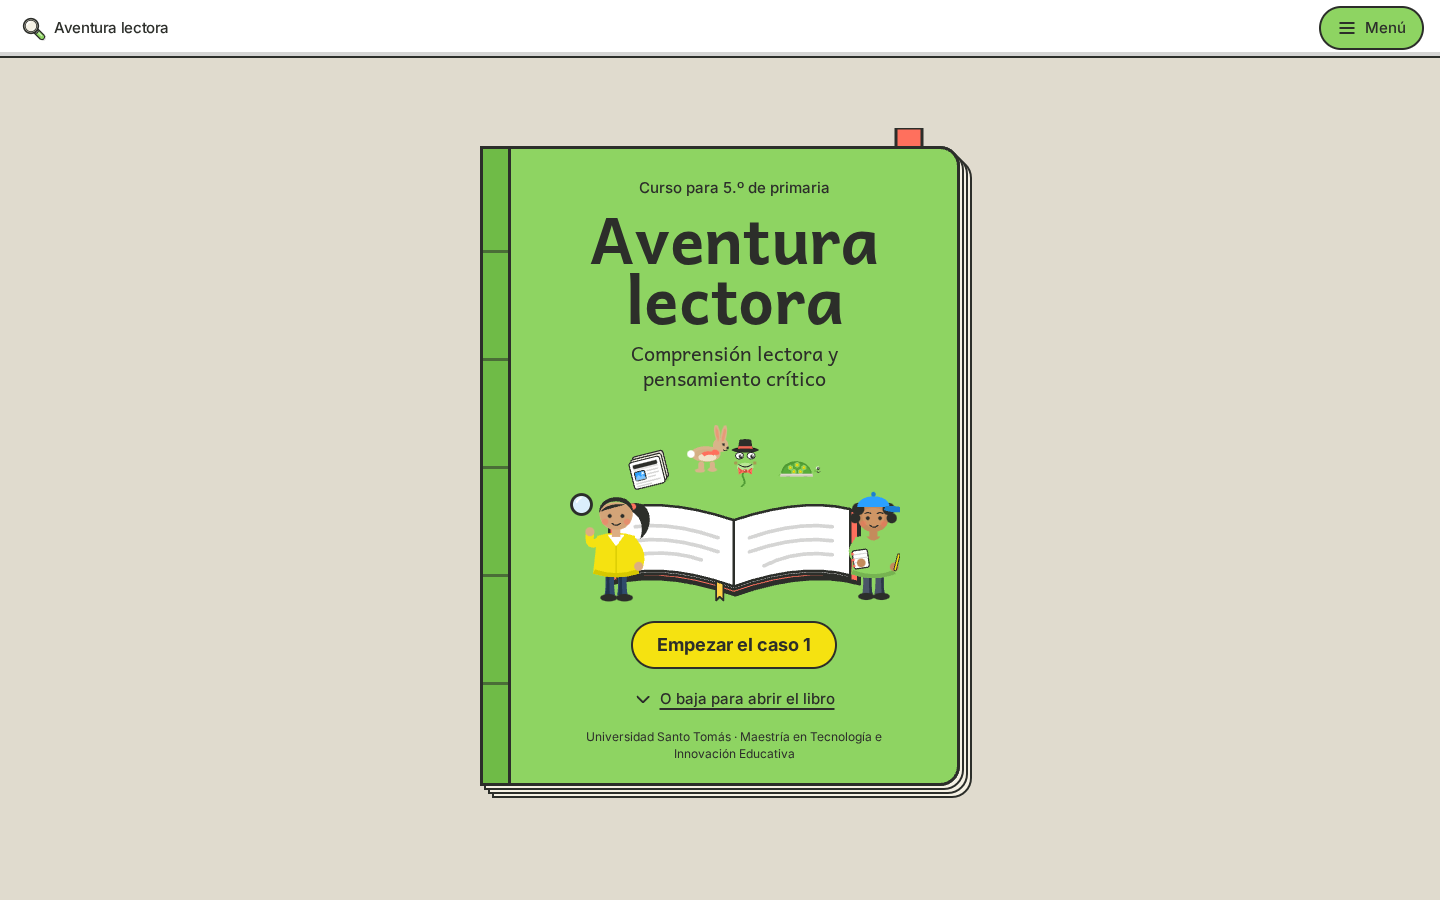 Aventura lectora
Menú
Curso para 5.º de primaria
Aventura
lectora
Comprensión lectora y
pensamiento crítico
Empezar el caso 1
O baja para abrir el libro
Universidad Santo Tomás · Maestría en Tecnología e
Innovación Educativa